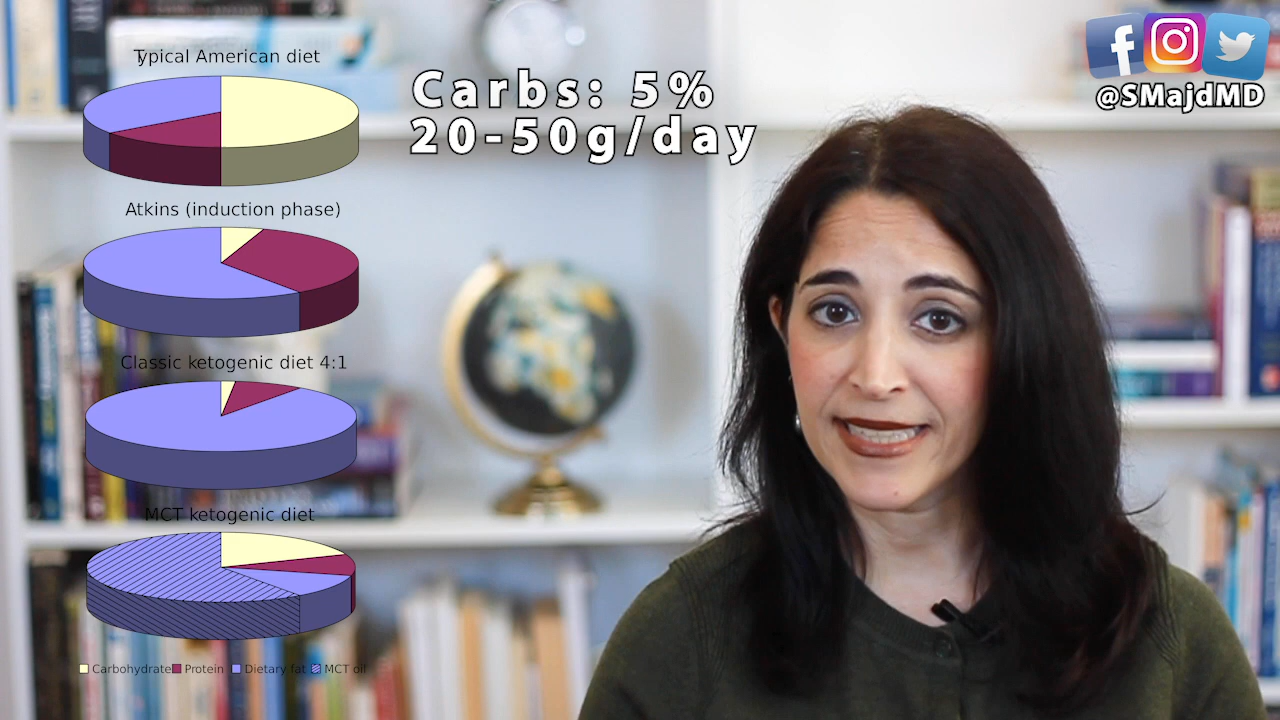 Typical American diet
Carbs: 5%
20-50g/day
@SMajdMD
Atkins (induction phase)
Classic ketogenic diet 4:1
MCT ketogenic diet
Carbohydrate Protein Dietary fat MCT oil